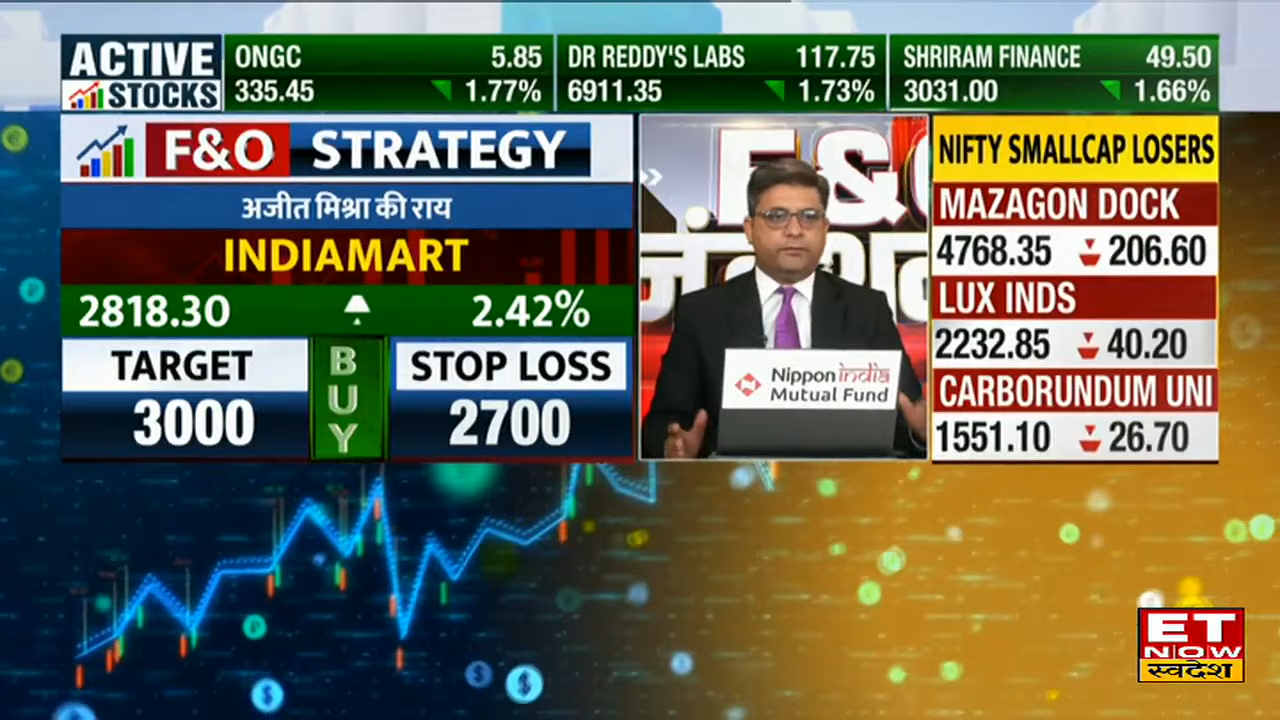 ACTIVE
STOCKS
ONGC 5.85
335.45 1.77%
DR REDDY'S LABS 117.75
6911.35 1.73%
SHRIRAM FINANCE 49.50
3031.00 1.66%
F&O STRATEGY
अजीत मिश्रा की राय
INDIAMART
2818.30 2.42%
TARGET
3000
BUY
STOP LOSS
2700
F&O
Nippon india
Mutual Fund
NIFTY SMALLCAP LOSERS
MAZAGON DOCK
4768.35 206.60
LUX INDS
2232.85 40.20
CARBORUNDUM UNI
1551.10 26.70
ET
NOW
स्वदेश